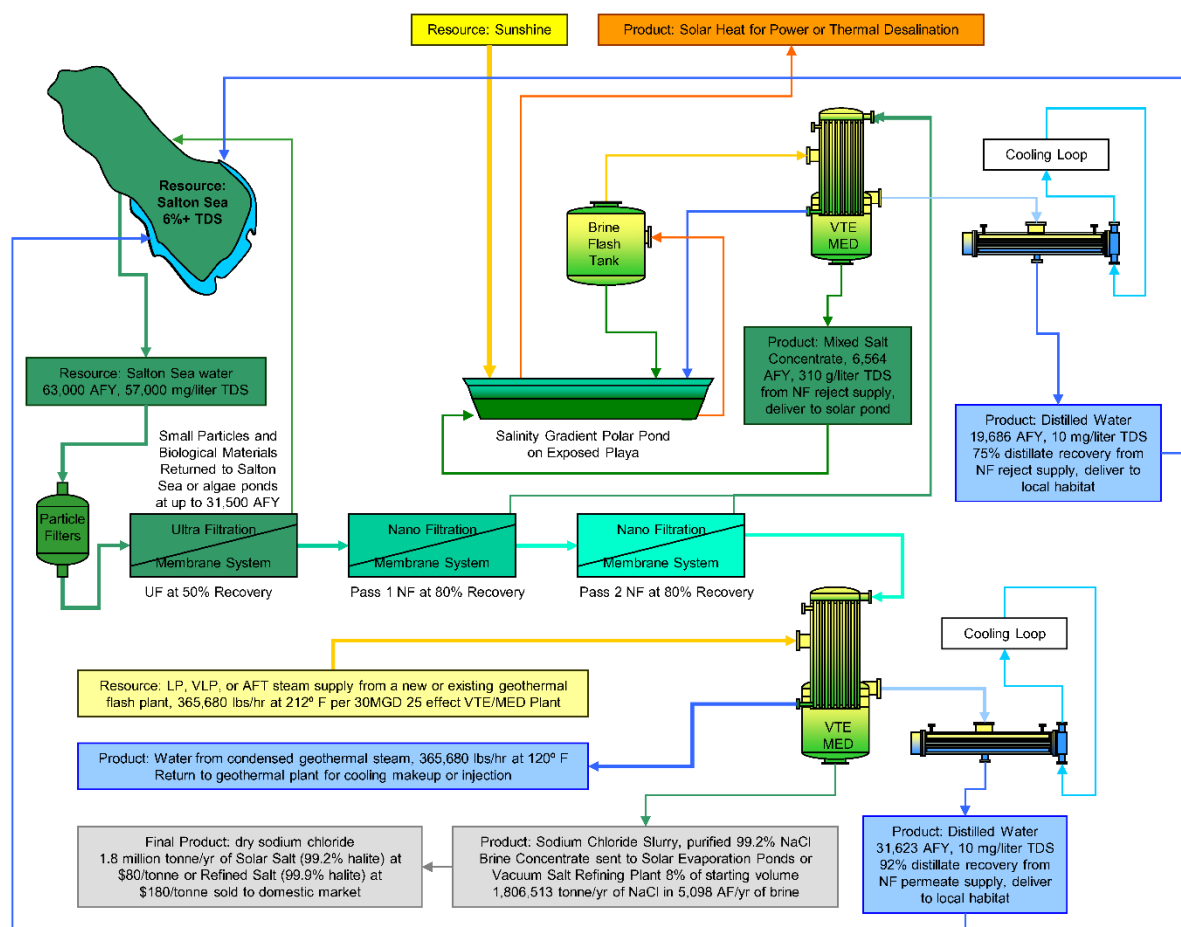 Resource: Sunshine
Product: Solar Heat for Power or Thermal Desalination
Resource:
Salton Sea
6%+ TDS
Cooling Loop
Brine
Flash
Tank
VTE
MED
Resource: Salton Sea water
63,000 AFY, 57,000 mg/liter TDS
Product: Mixed Salt
Concentrate, 6,564
AFY, 310 g/liter TDS
from NF reject supply,
deliver to solar pond
Salinity Gradient Polar Pond
on Exposed Playa
Product: Distilled Water
19,686 AFY, 10 mg/liter TDS
75% distillate recovery from
NF reject supply, deliver to
local habitat
Small Particles and
Biological Materials
Returned to Salton
Sea or algae ponds
at up to 31,500 AFY
Particle
Filters
Ultra Filtration
Membrane System
Nano Filtration
Membrane System
Nano Filtration
Membrane System
UF at 50% Recovery
Pass 1 NF at 80% Recovery
Pass 2 NF at 80% Recovery
Cooling Loop
Resource: LP, VLP, or AFT steam supply from a new or existing geothermal
flash plant, 365,680 lbs/hr at 212º F per 30MGD 25 effect VTE/MED Plant
VTE
MED
Product: Water from condensed geothermal steam, 365,680 lbs/hr at 120º F
Return to geothermal plant for cooling makeup or injection
Final Product: dry sodium chloride
1.8 million tonne/yr of Solar Salt (99.2% halite) at
$80/tonne or Refined Salt (99.9% halite) at
$180/tonne sold to domestic market
Product: Sodium Chloride Slurry, purified 99.2% NaCl
Brine Concentrate sent to Solar Evaporation Ponds or
Vacuum Salt Refining Plant 8% of starting volume
1,806,513 tonne/yr of NaCl in 5,098 AF/yr of brine
Product: Distilled Water
31,623 AFY, 10 mg/liter TDS
92% distillate recovery from
NF permeate supply, deliver
to local habitat